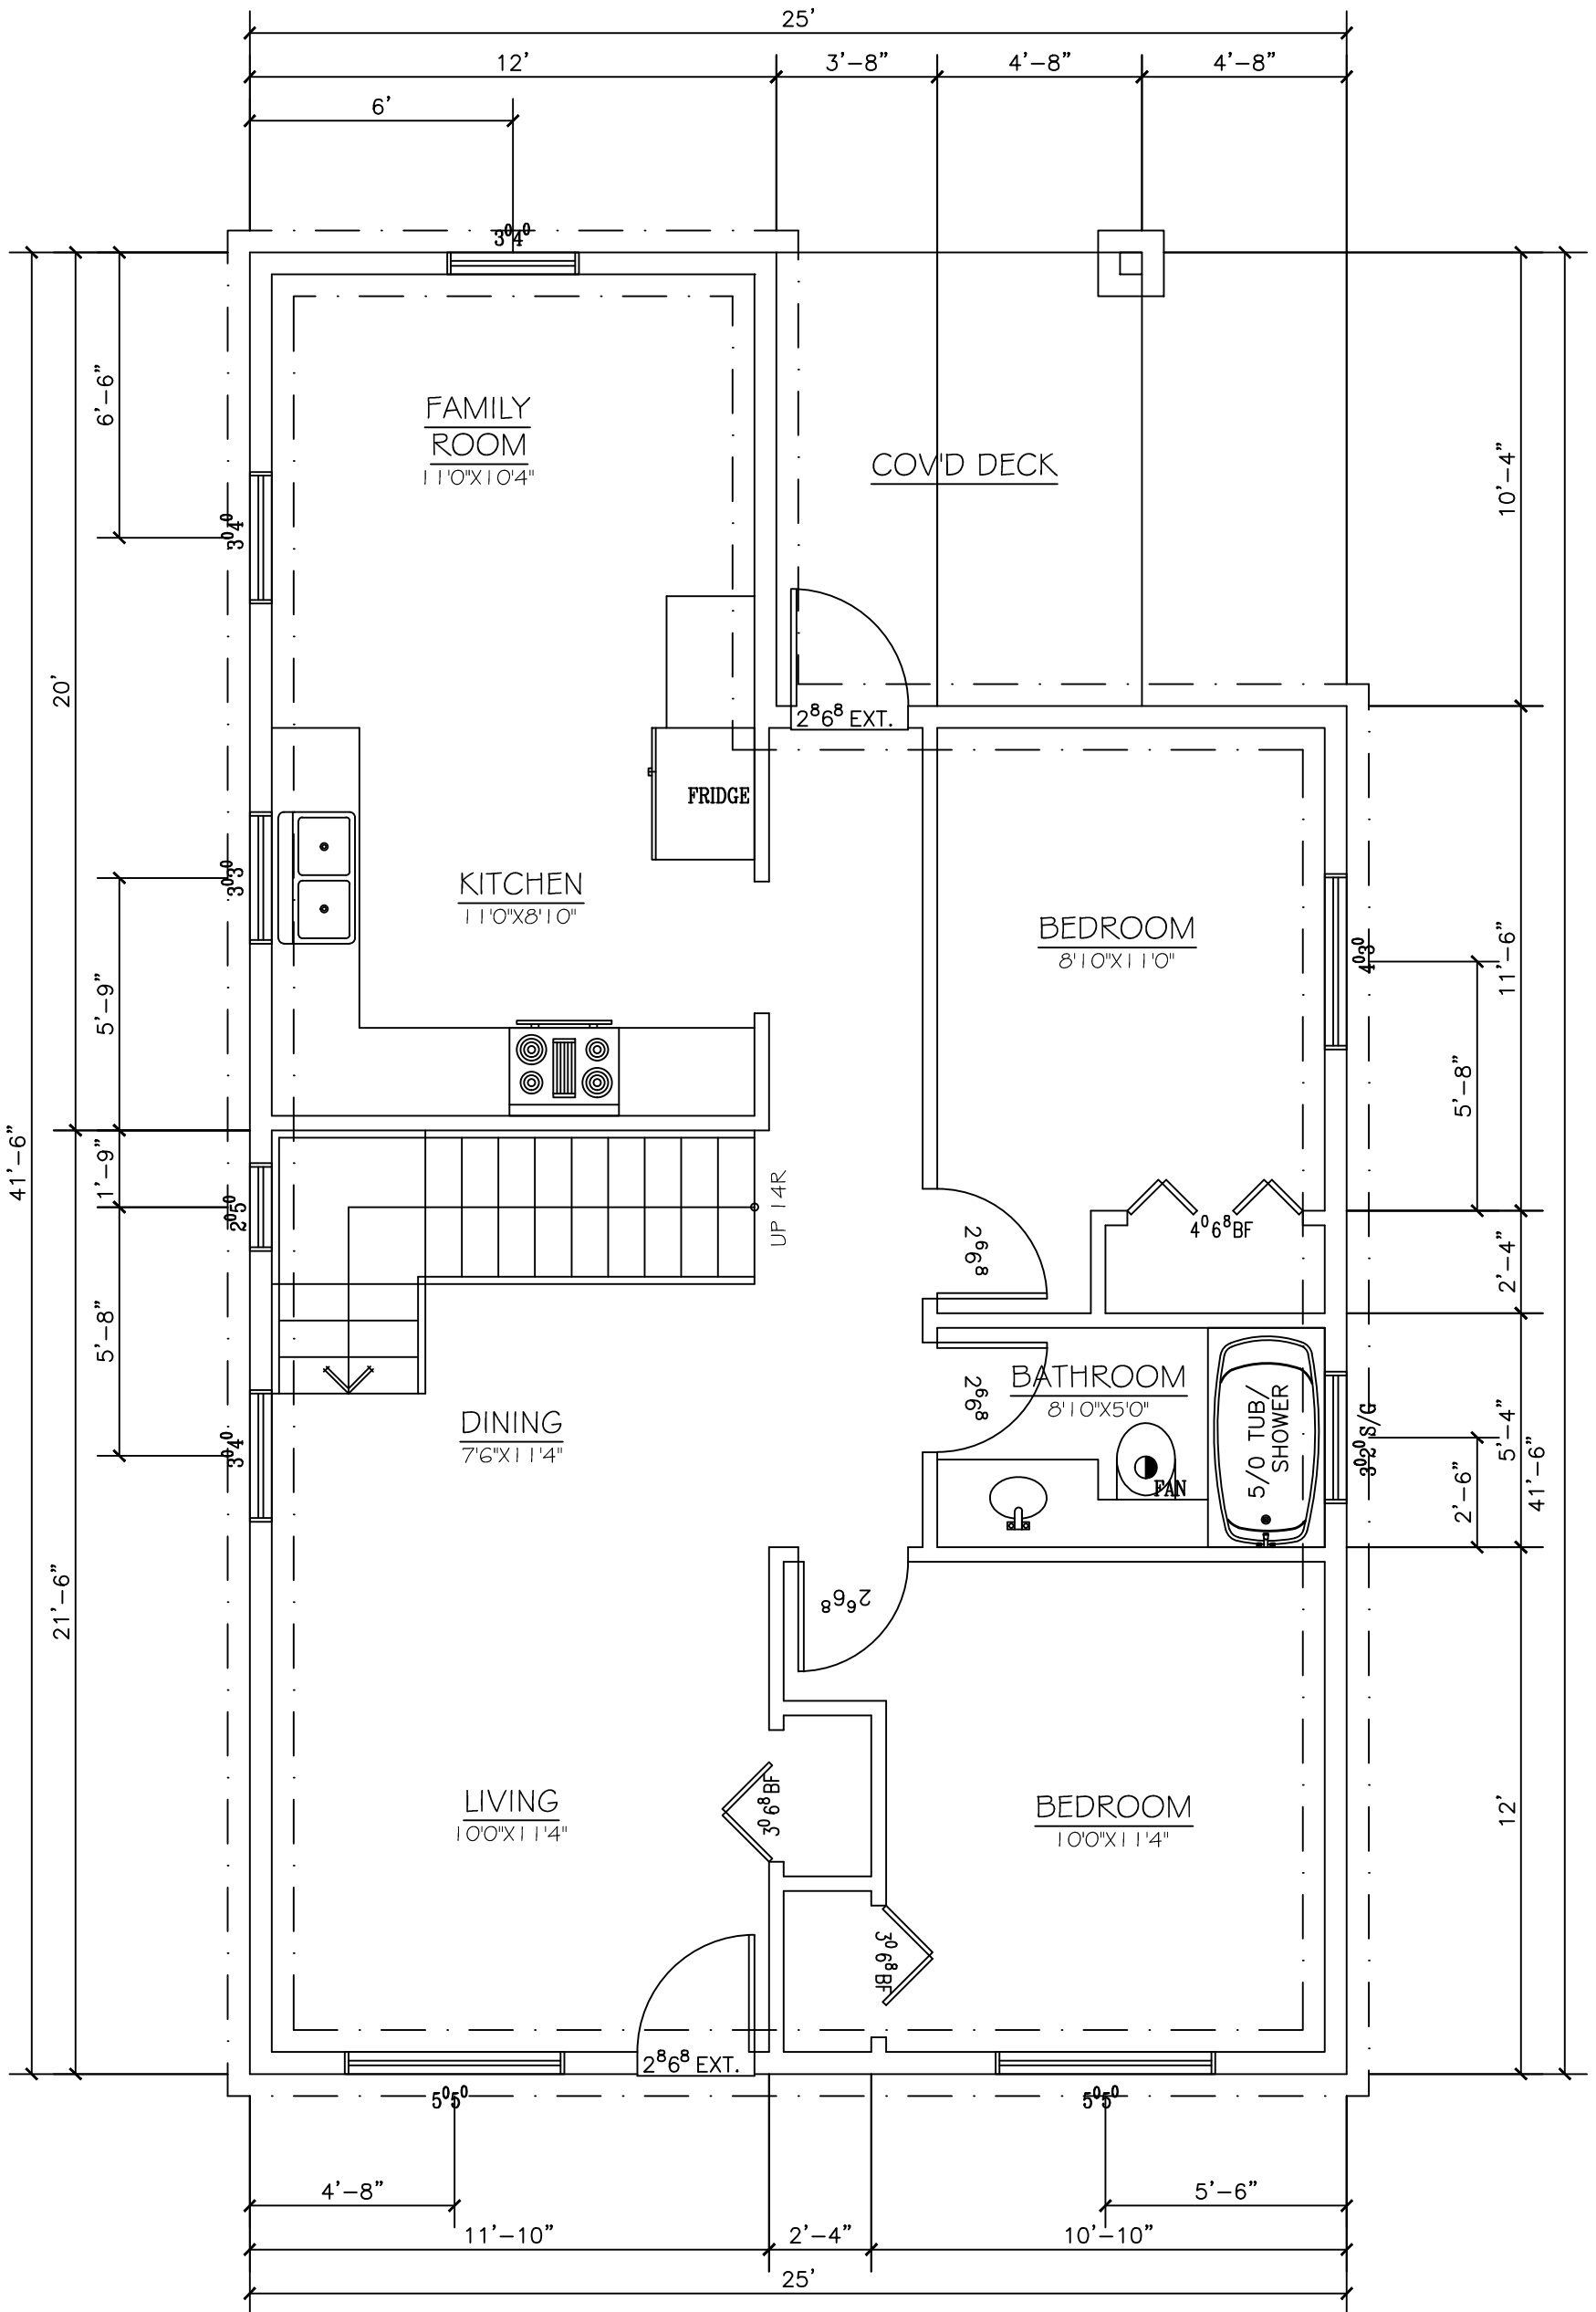 25'
12'
3'-8"
4'-8"
4'-8"
6'
3⁰4⁰
6'-6"
FAMILY
ROOM
11'0"X10'4"
COV'D DECK
10'-4"
3⁰4⁰
20'
2⁸6⁸ EXT.
FRIDGE
3⁰3⁰
KITCHEN
11'0"X8'10"
BEDROOM
8'10"X11'0"
4⁰3⁰
11'-6"
5'-9"
5'-8"
41'-6"
1'-9"
2⁰5⁰
UP 14R
2⁶6⁸
4⁰6⁸BF
2'-4"
5'-8"
BATHROOM
8'10"X5'0"
2⁶6⁸
5/0 TUB/
SHOWER
3⁰2⁰S/G
5'-4"
41'-6"
2'-6"
FAN
DINING
7'6"X11'4"
3⁰4⁰
21'-6"
2⁶6⁸
LIVING
10'0"X11'4"
3⁰6⁸BF
BEDROOM
10'0"X11'4"
12'
3⁰6⁸BF
2⁸6⁸ EXT.
5⁰5⁰
5⁰5⁰
4'-8"
5'-6"
11'-10"
2'-4"
10'-10"
25'